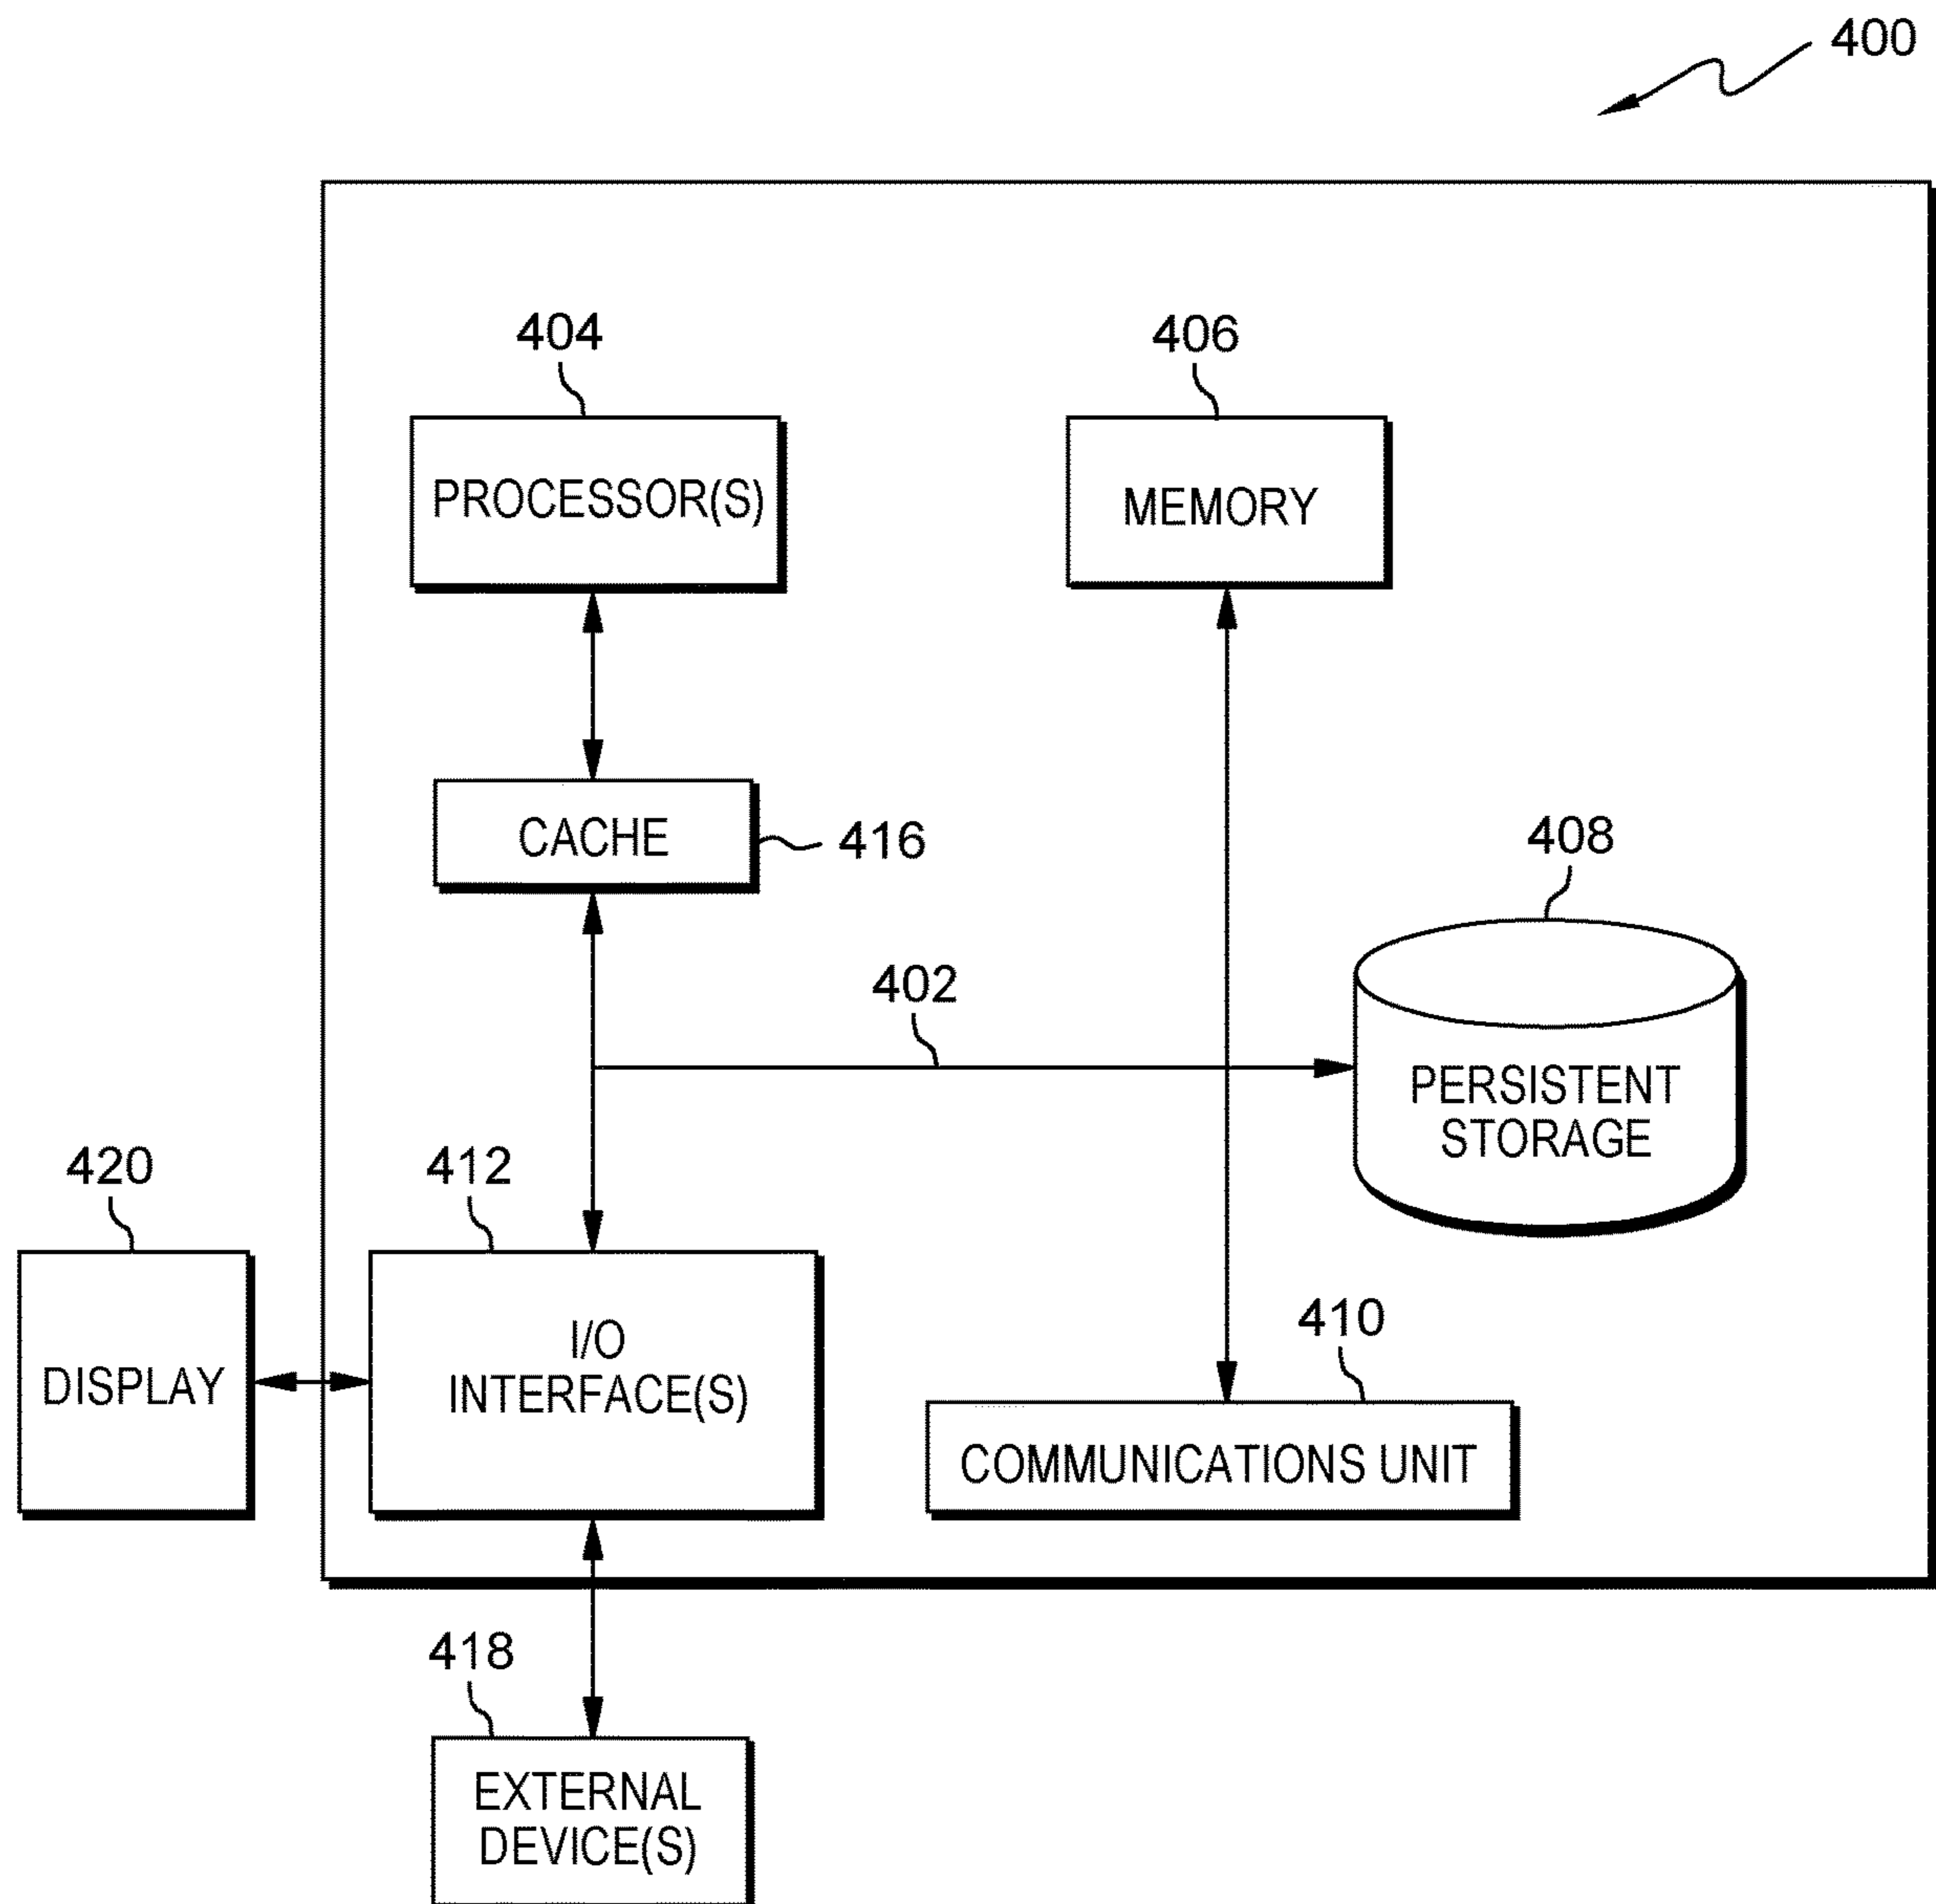 400
404
406
PROCESSOR(S)
MEMORY
CACHE
416
408
402
PERSISTENT
STORAGE
420
412
I/O
INTERFACE(S)
DISPLAY
410
COMMUNICATIONS UNIT
418
EXTERNAL
DEVICE(S)